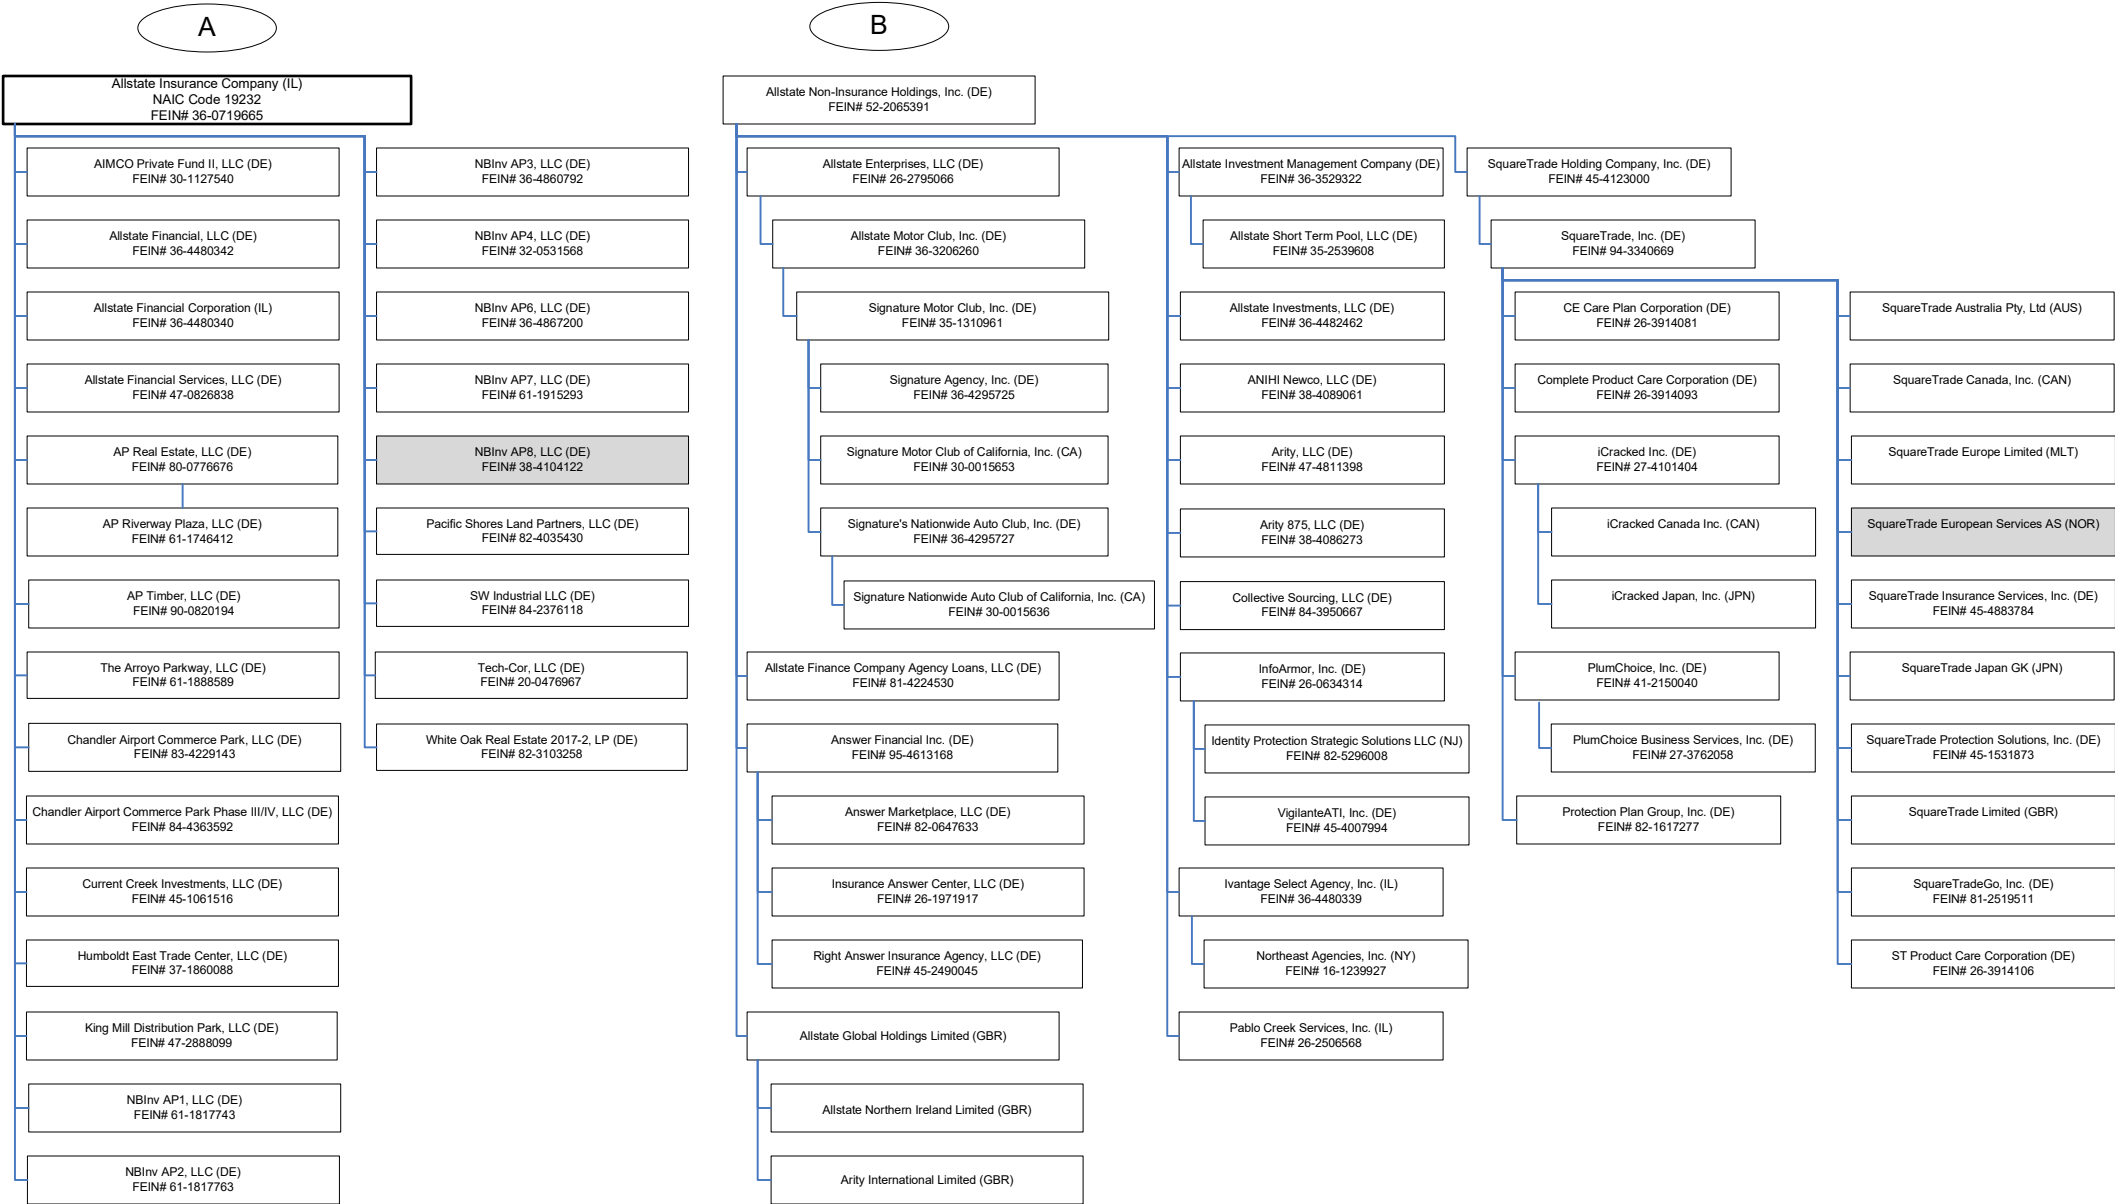 A
Allstate Insurance Company (IL)
NAIC Code 19232
FEIN# 36-0719665
AIMCO Private Fund II, LLC (DE)
FEIN# 30-1127540
Allstate Financial, LLC (DE)
FEIN# 36-4480342
Allstate Financial Corporation (IL)
FEIN# 36-4480340
Allstate Financial Services, LLC (DE)
FEIN# 47-0826838
AP Real Estate, LLC (DE)
FEIN# 80-0776676
AP Riverway Plaza, LLC (DE)
FEIN# 61-1746412
AP Timber, LLC (DE)
FEIN# 90-0820194
The Arroyo Parkway, LLC (DE)
FEIN# 61-1888589
Chandler Airport Commerce Park, LLC (DE)
FEIN# 83-4229143
Chandler Airport Commerce Park Phase III/IV, LLC (DE)
FEIN# 84-4363592
Current Creek Investments, LLC (DE)
FEIN# 45-1061516
Humboldt East Trade Center, LLC (DE)
FEIN# 37-1860088
King Mill Distribution Park, LLC (DE)
FEIN# 47-2888099
NBInv AP1, LLC (DE)
FEIN# 61-1817743
NBInv AP2, LLC (DE)
FEIN# 61-1817763
NBInv AP3, LLC (DE)
FEIN# 36-4860792
NBInv AP4, LLC (DE)
FEIN# 32-0531568
NBInv AP6, LLC (DE)
FEIN# 36-4867200
NBInv AP7, LLC (DE)
FEIN# 61-1915293
NBInv AP8, LLC (DE)
FEIN# 38-4104122
Pacific Shores Land Partners, LLC (DE)
FEIN# 82-4035430
SW Industrial LLC (DE)
FEIN# 84-2376118
Tech-Cor, LLC (DE)
FEIN# 20-0476967
White Oak Real Estate 2017-2, LP (DE)
FEIN# 82-3103258
B
Allstate Non-Insurance Holdings, Inc. (DE)
FEIN# 52-2065391
Allstate Enterprises, LLC (DE)
FEIN# 26-2795066
Allstate Motor Club, Inc. (DE)
FEIN# 36-3206260
Signature Motor Club, Inc. (DE)
FEIN# 35-1310961
Signature Agency, Inc. (DE)
FEIN# 36-4295725
Signature Motor Club of California, Inc. (CA)
FEIN# 30-0015653
Signature's Nationwide Auto Club, Inc. (DE)
FEIN# 36-4295727
Signature Nationwide Auto Club of California, Inc. (CA)
FEIN# 30-0015636
Allstate Finance Company Agency Loans, LLC (DE)
FEIN# 81-4224530
Answer Financial Inc. (DE)
FEIN# 95-4613168
Answer Marketplace, LLC (DE)
FEIN# 82-0647633
Insurance Answer Center, LLC (DE)
FEIN# 26-1971917
Right Answer Insurance Agency, LLC (DE)
FEIN# 45-2490045
Allstate Global Holdings Limited (GBR)
Allstate Northern Ireland Limited (GBR)
Arity International Limited (GBR)
Allstate Investment Management Company (DE)
FEIN# 36-3529322
Allstate Short Term Pool, LLC (DE)
FEIN# 35-2539608
Allstate Investments, LLC (DE)
FEIN# 36-4482462
ANIHI Newco, LLC (DE)
FEIN# 38-4089061
Arity, LLC (DE)
FEIN# 47-4811398
Arity 875, LLC (DE)
FEIN# 38-4086273
Collective Sourcing, LLC (DE)
FEIN# 84-3950667
InfoArmor, Inc. (DE)
FEIN# 26-0634314
Identity Protection Strategic Solutions LLC (NJ)
FEIN# 82-5296008
VigilanteATI, Inc. (DE)
FEIN# 45-4007994
Ivantage Select Agency, Inc. (IL)
FEIN# 36-4480339
Northeast Agencies, Inc. (NY)
FEIN# 16-1239927
Pablo Creek Services, Inc. (IL)
FEIN# 26-2506568
SquareTrade Holding Company, Inc. (DE)
FEIN# 45-4123000
SquareTrade, Inc. (DE)
FEIN# 94-3340669
CE Care Plan Corporation (DE)
FEIN# 26-3914081
Complete Product Care Corporation (DE)
FEIN# 26-3914093
iCracked Inc. (DE)
FEIN# 27-4101404
iCracked Canada Inc. (CAN)
iCracked Japan, Inc. (JPN)
PlumChoice, Inc. (DE)
FEIN# 41-2150040
PlumChoice Business Services, Inc. (DE)
FEIN# 27-3762058
Protection Plan Group, Inc. (DE)
FEIN# 82-1617277
SquareTrade Australia Pty, Ltd (AUS)
SquareTrade Canada, Inc. (CAN)
SquareTrade Europe Limited (MLT)
SquareTrade European Services AS (NOR)
SquareTrade Insurance Services, Inc. (DE)
FEIN# 45-4883784
SquareTrade Japan GK (JPN)
SquareTrade Protection Solutions, Inc. (DE)
FEIN# 45-1531873
SquareTrade Limited (GBR)
SquareTradeGo, Inc. (DE)
FEIN# 81-2519511
ST Product Care Corporation (DE)
FEIN# 26-3914106